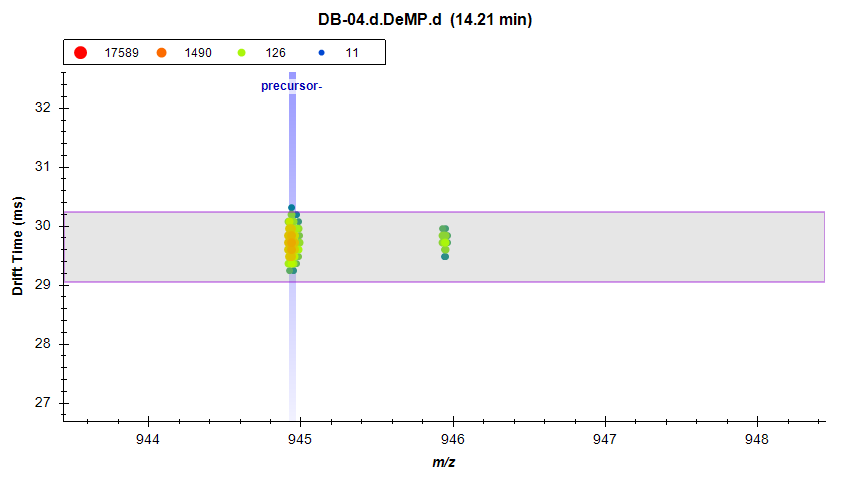 DB-04.d.DeMP.d (14.21 min)
17589 1490 126 11
precursor-
32
31
30
29
28
27
Drift Time (ms)
944 945 946 947 948
m/z